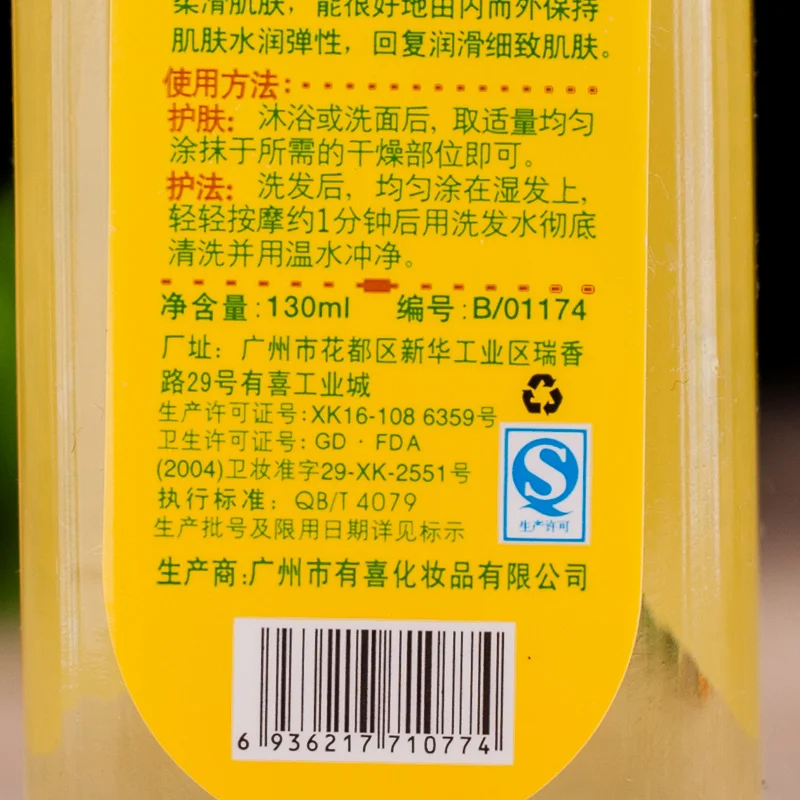 柔滑肌肤，能很好地由内而外保持
肌肤水润弹性，回复润滑细致肌肤。
使用方法：
护肤：沐浴或洗面后，取适量均匀
涂抹于所需的干燥部位即可。
护法：洗发后，均匀涂在湿发上，
轻轻按摩约1分钟后用洗发水彻底
清洗并用温水冲净。
净含量：130ml 编号：B/01174
厂址：广州市花都区新华工业区瑞香
路29号有喜工业城
生产许可证号：XK16-108 6359号
卫生许可证号：GD·FDA
(2004)卫妆准字29-XK-2551号
执行标准：QB/T 4079
生产批号及限用日期详见标示
生产许可
生产商：广州市有喜化妆品有限公司
6 936217 710774